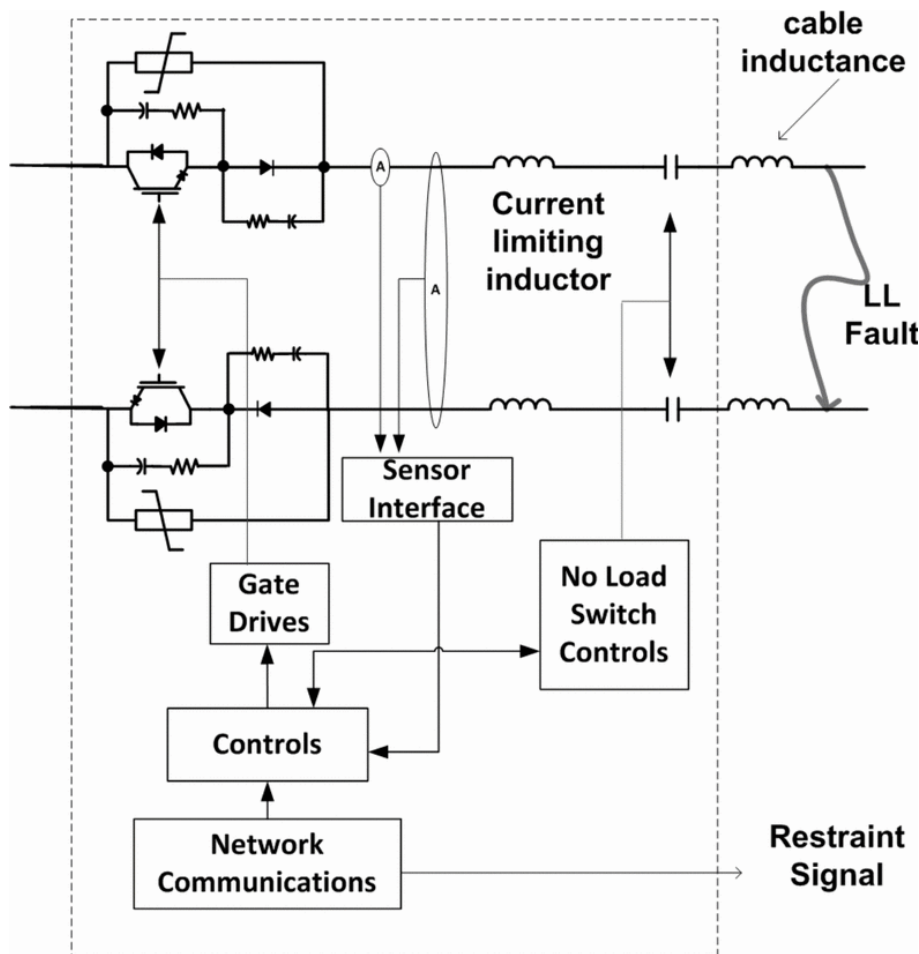 cable
inductance
A
Current
limiting
inductor
A
LL
Fault
Sensor
Interface
Gate
Drives
No Load
Switch
Controls
Controls
Network
Communications
Restraint
Signal